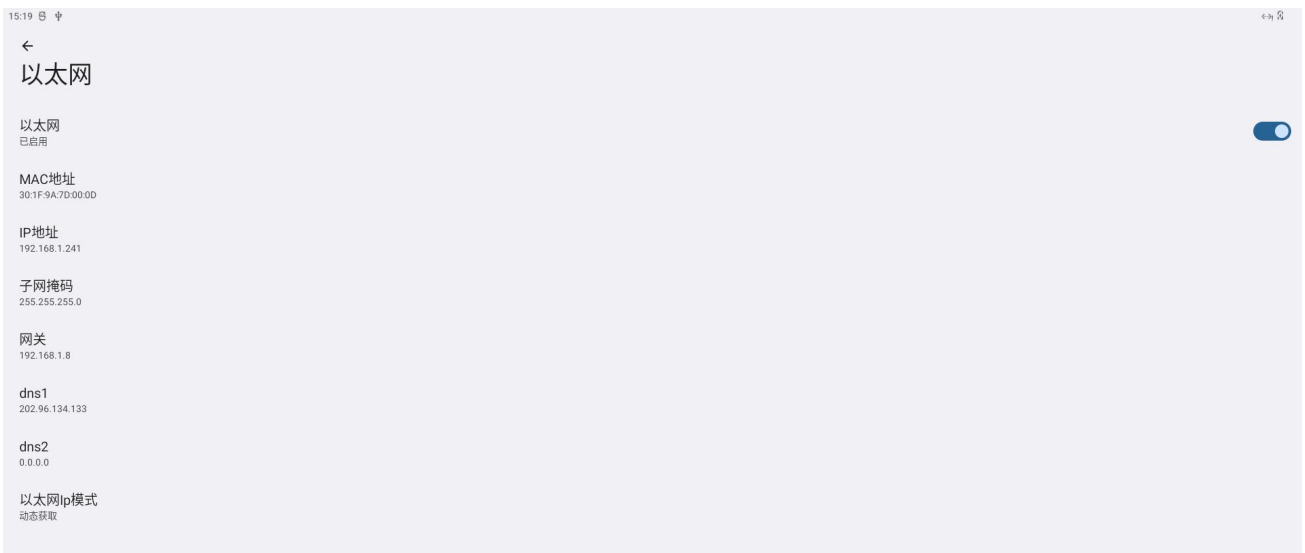 15:19
以太网
以太网
已启用
MAC地址
30:1F:9A:7D:00:0D
IP地址
192.168.1.241
子网掩码
255.255.255.0
网关
192.168.1.8
dns1
202.96.134.133
dns2
0.0.0.0
以太网Ip模式
动态获取